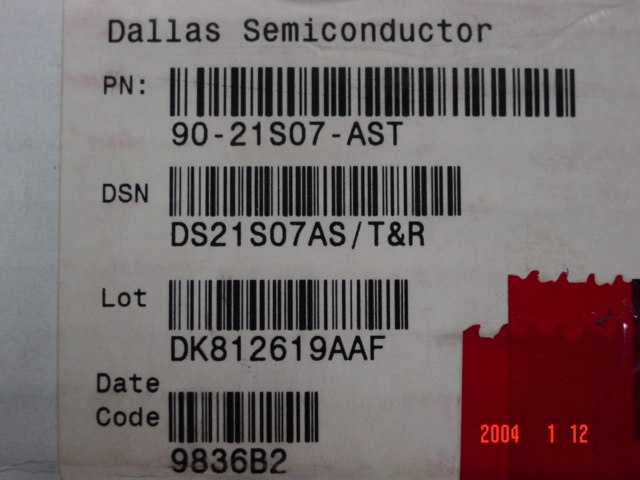 Dallas Semiconductor
PN:
90-21S07-AST
DSN
DS21S07AS/T&R
Lot
DK812619AAF
Date
Code
9836B2
2004 1 12